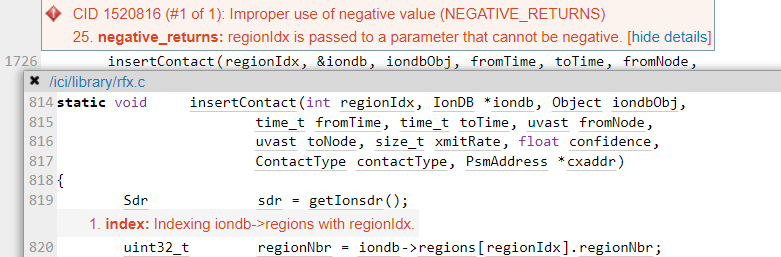 CID 1520816 (#1 of 1): Improper use of negative value (NEGATIVE_RETURNS)
25. negative_returns: regionIdx is passed to a parameter that cannot be negative. [hide details]
1726 insertContact(regionIdx, &iondb, iondbObj, fromTime, toTime, fromNode,
✖ /ici/library/rfx.c
814 static void insertContact(int regionIdx, IonDB *iondb, Object iondbObj,
815 time_t fromTime, time_t toTime, uvast fromNode,
816 uvast toNode, size_t xmitRate, float confidence,
817 ContactType contactType, PsmAddress *cxaddr)
818 {
819 Sdr sdr = getIonsdr();
1. index: Indexing iondb->regions with regionIdx.
820 uint32_t regionNbr = iondb->regions[regionIdx].regionNbr;